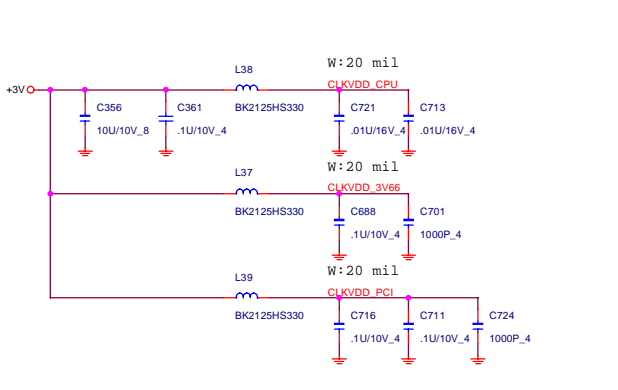 W:20 mil
L38
+3V
CLKVDD_CPU
C356
C361
BK2125HS330
C721
C713
10U/10V_8
.1U/10V_4
.01U/16V_4
.01U/16V_4
W:20 mil
L37
CLKVDD_3V66
BK2125HS330
C688
C701
.1U/10V_4
1000P_4
W:20 mil
L39
CLKVDD_PCI
BK2125HS330
C716
C711
C724
.1U/10V_4
.1U/10V_4
1000P_4